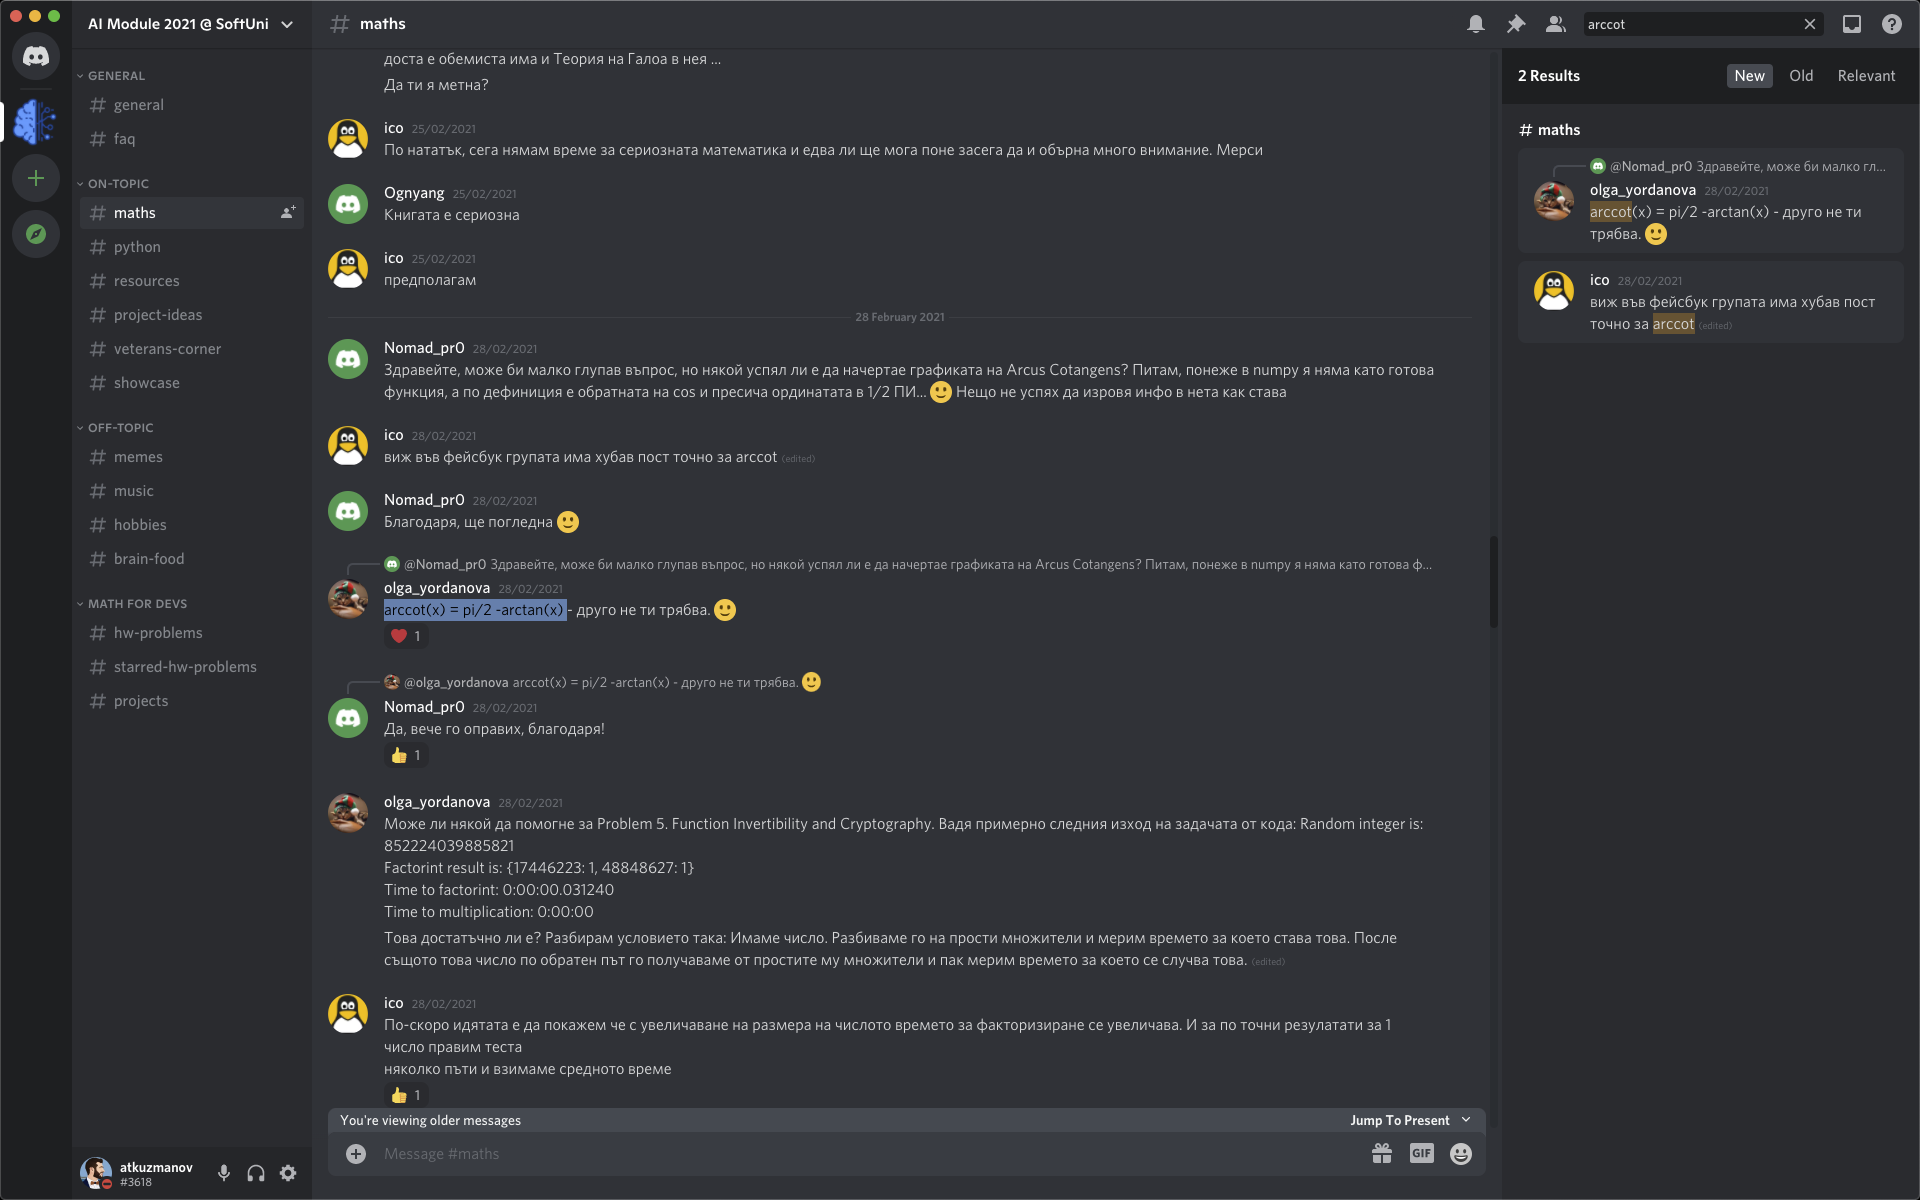 AI Module 2021 @ SoftUni
GENERAL
general
faq
ON-TOPIC
maths
python
resources
project-ideas
veterans-corner
showcase
OFF-TOPIC
memes
music
hobbies
brain-food
MATH FOR DEVS
hw-problems
starred-hw-problems
projects
atkuzmanov
#3618
# maths
доста е обемиста има и Теория на Галоа в нея ...
Да ти я метна?
ico 25/02/2021
По нататък, сега нямам време за сериозната математика и едва ли ще мога поне засега да и обърна много внимание. Мерси
Ognyang 25/02/2021
Книгата е сериозна
ico 25/02/2021
предполагам
28 February 2021
Nomad_pr0 28/02/2021
Здравейте, може би малко глупав въпрос, но някой успял ли е да начертае графиката на Arcus Cotangens? Питам, понеже в numpy я няма като готова
функция, а по дефиниция е обратната на cos и пресича ординатата в 1/2 ПИ... 🙂 Нещо не успях да изровя инфо в нета как става
ico 28/02/2021
виж във фейсбук групата има хубав пост точно за arccot (edited)
Nomad_pr0 28/02/2021
Благодаря, ще погледна 🙂
@Nomad_pr0 Здравейте, може би малко глупав въпрос, но някой успял ли е да начертае графиката на Arcus Cotangens? Питам, понеже в numpy я няма като готова ф...
olga_yordanova 28/02/2021
arccot(x) = pi/2 -arctan(x) - друго не ти трябва. 🙂
❤️ 1
@olga_yordanova arccot(x) = pi/2 -arctan(x) - друго не ти трябва. 🙂
Nomad_pr0 28/02/2021
Да, вече го оправих, благодаря!
👍 1
olga_yordanova 28/02/2021
Може ли някой да помогне за Problem 5. Function Invertibility and Cryptography. Вадя примерно следния изход на задачата от кода: Random integer is:
852224039885821
Factorint result is: {17446223: 1, 48848627: 1}
Time to factorint: 0:00:00.031240
Time to multiplication: 0:00:00
Това достатъчно ли е? Разбирам условието така: Имаме число. Разбиваме го на прости множители и мерим времето за което става това. После
същото това число по обратен път го получаваме от простите му множители и пак мерим времето за което се случва това. (edited)
ico 28/02/2021
По-скоро идятата е да покажем че с увеличаване на размера на числото времето за факторизиране се увеличава. И за по точни резулатати за 1
число правим теста
няколко пъти и взимаме средното време
👍 1
You're viewing older messages
Jump To Present
Message #maths
GIF
arccot
2 Results
New Old Relevant
# maths
@Nomad_pr0 Здравейте, може би малко гл...
olga_yordanova 28/02/2021
arccot(x) = pi/2 -arctan(x) - друго не ти
трябва. 🙂
ico 28/02/2021
виж във фейсбук групата има хубав пост
точно за arccot (edited)